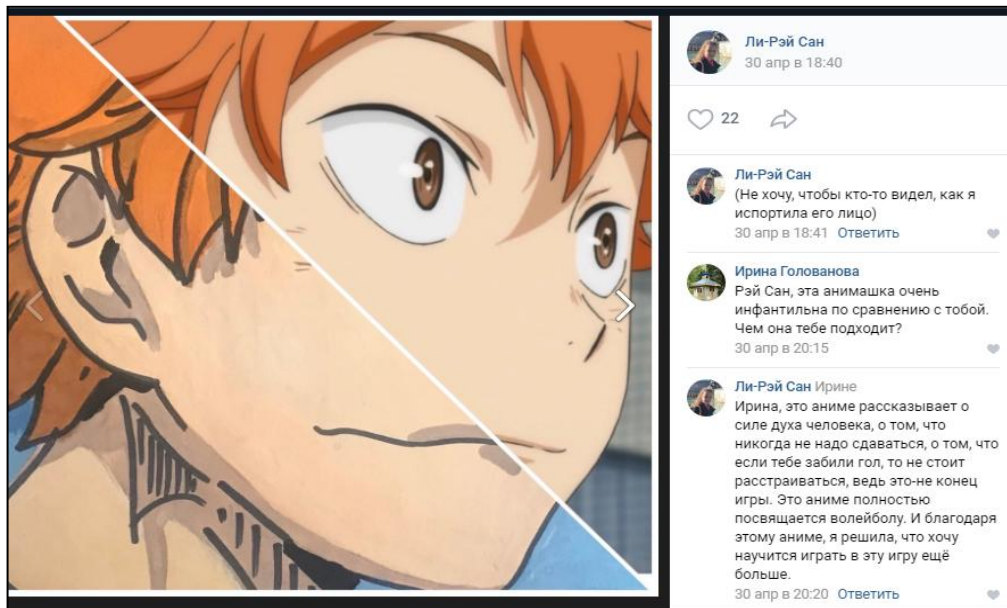 Ли-Рэй Сан
30 апр в 18:40
22
Ли-Рэй Сан
(Не хочу, чтобы кто-то видел, как я
испортила его лицо)
30 апр в 18:41 Ответить
Ирина Голованова
Рэй Сан, эта анимашка очень
инфантильна по сравнению с тобой.
Чем она тебе подходит?
30 апр в 20:15
Ли-Рэй Сан Ирине
Ирина, это аниме рассказывает о
силе духа человека, о том, что
никогда не надо сдаваться, о том, что
если тебе забили гол, то не стоит
расстраиваться, ведь это-не конец
игры. Это аниме полностью
посвящается волейболу. И благодаря
этому аниме, я решила, что хочу
научится играть в эту игру ещё
больше.
30 апр в 20:20 Ответить